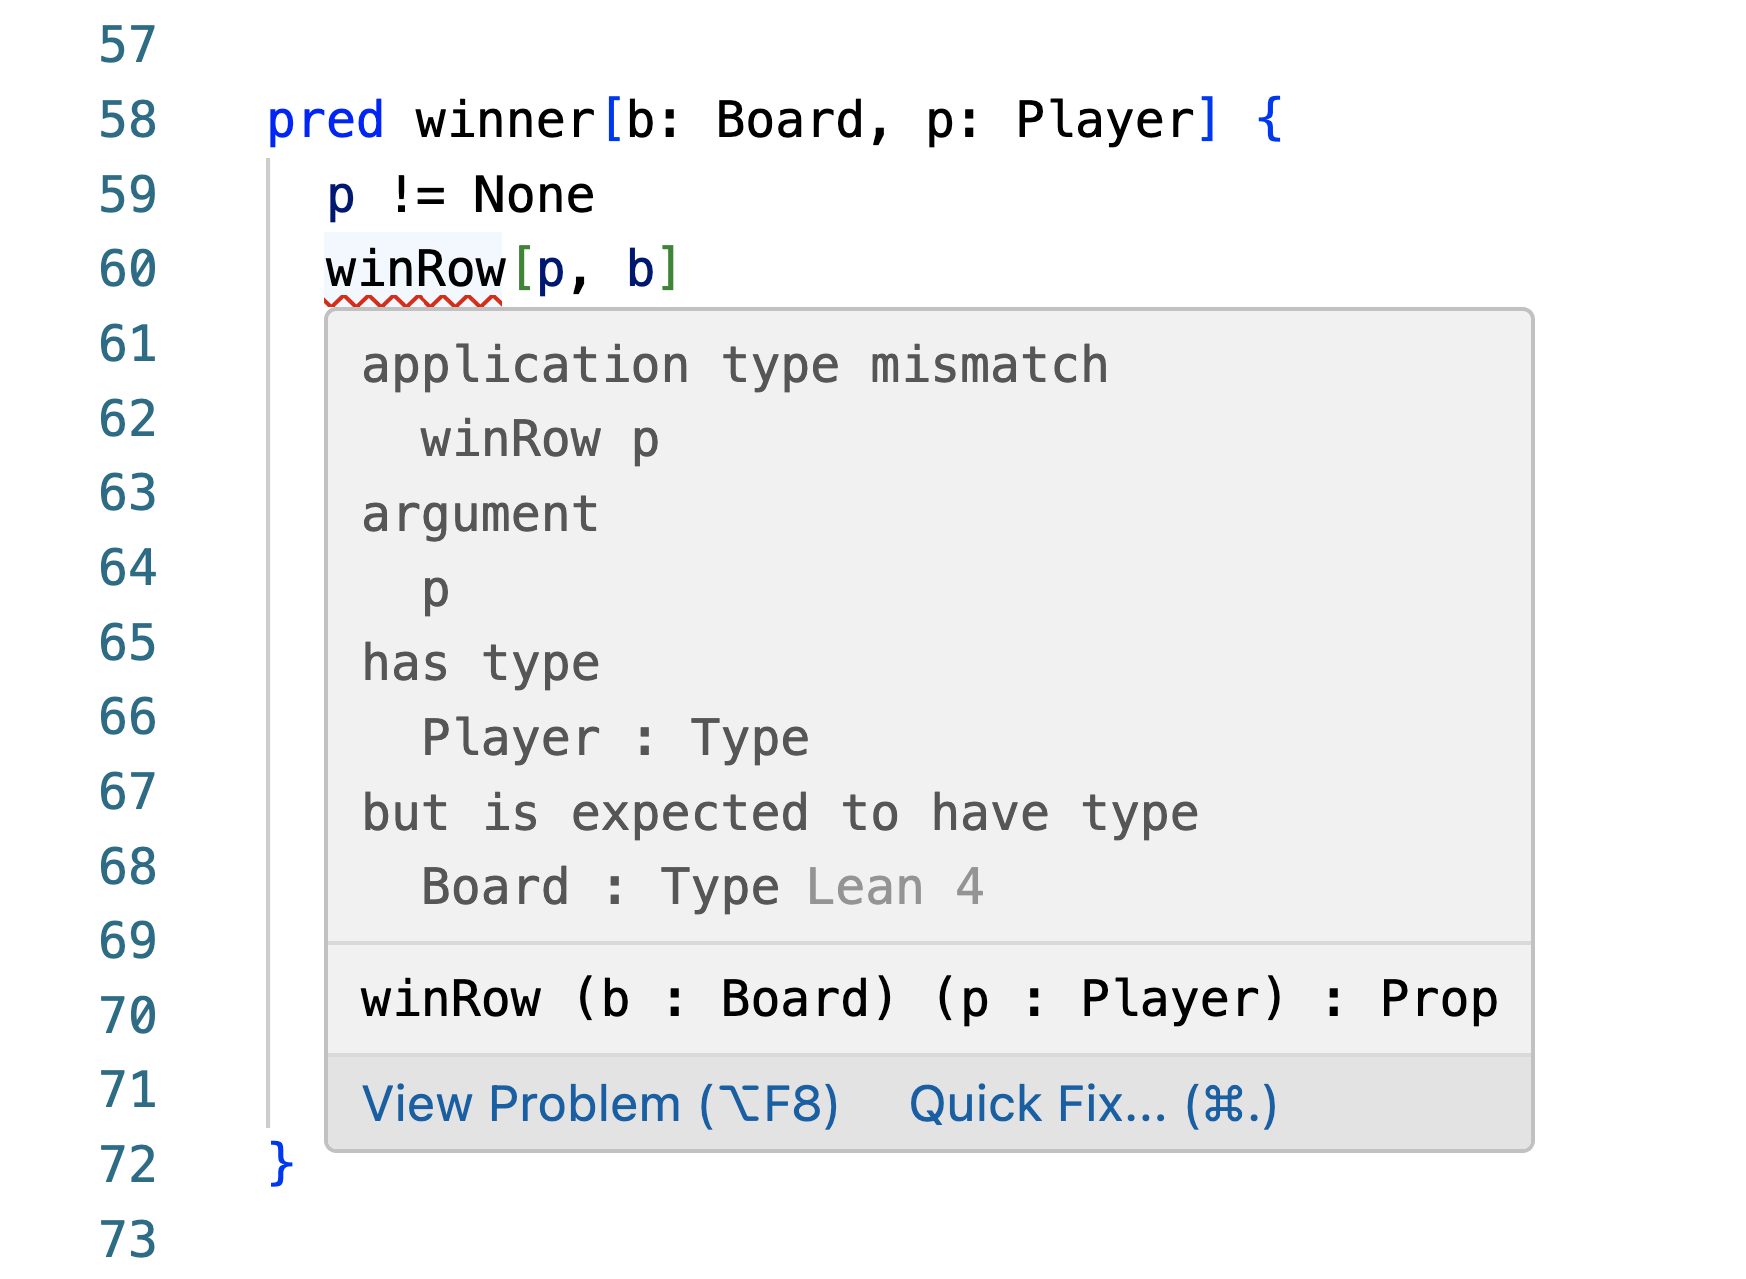 57
58 pred winner[b: Board, p: Player] {
59 p != None
60 winRow[p, b]
61 application type mismatch
62 winRow p
63 argument
64 p
65 has type
66 Player : Type
67 but is expected to have type
68 Board : Type Lean 4
69
70 winRow (b : Board) (p : Player) : Prop
71 View Problem (⌥F8) Quick Fix... (⌘.)
72 }
73